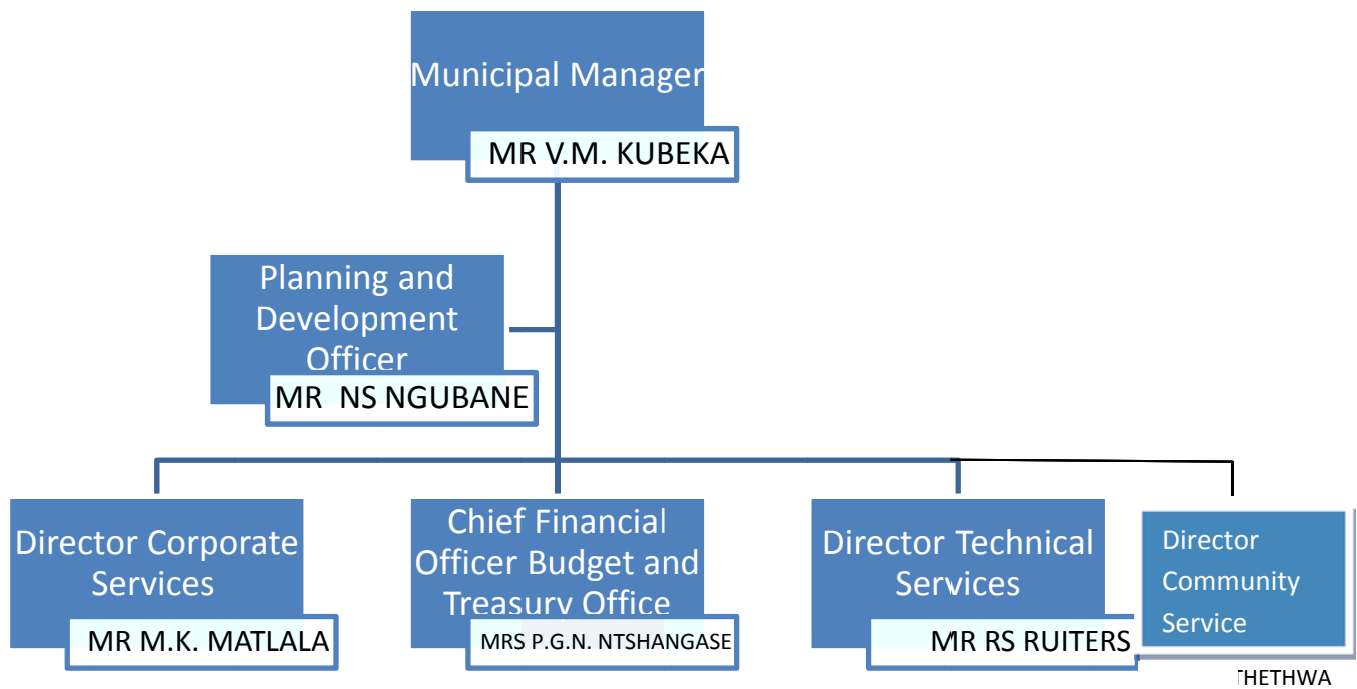 Municipal Manager
MR V.M. KUBEKA
Planning and
Development
Officer
MR NS NGUBANE
Director Corporate
Services
MR M.K. MATLALA
Chief Financial
Officer Budget and
Treasury Office
MRS P.G.N. NTSHANGASE
Director Technical
Services
MR RS RUITERS
Director
Community
Service